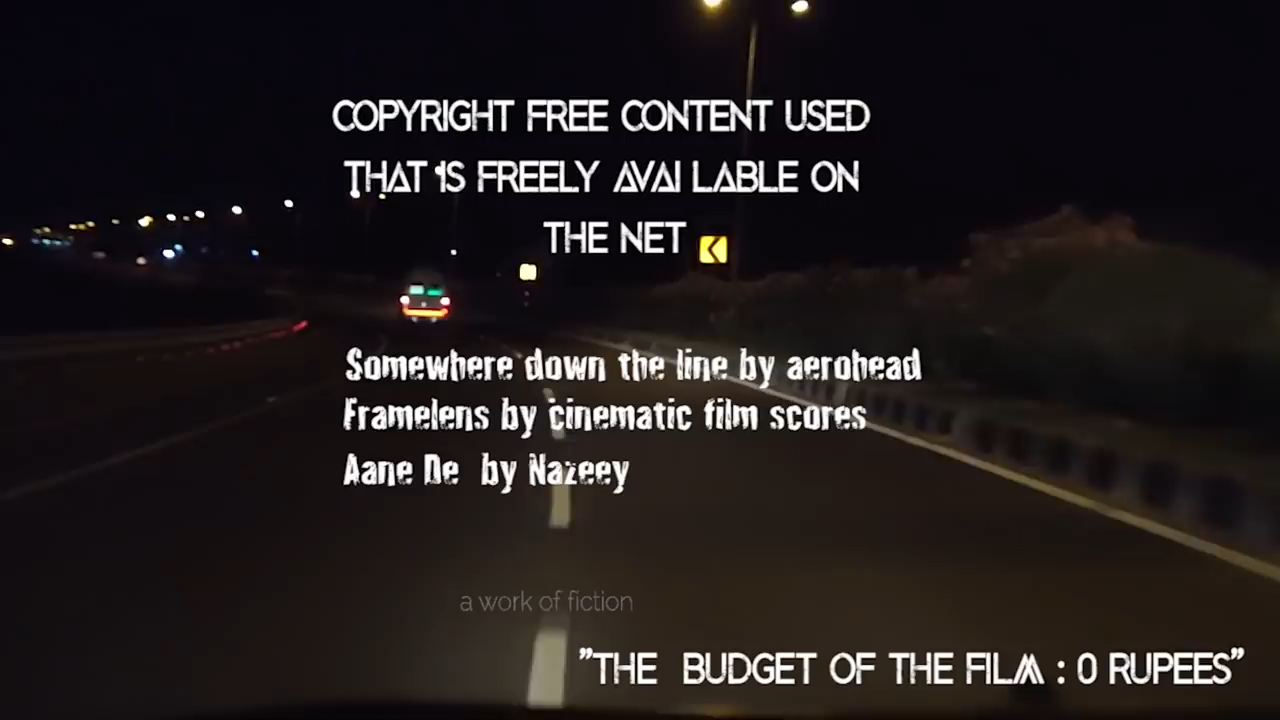 COPYRIGHT FREE CONTENT USED
THAT IS FREELY AVAI LABLE ON
THE NET
Somewhere down the line by aerohead
Framelens by cinematic film scores
Aane De by Nazeey
a work of fiction
"THE BUDGET OF THE FILM : 0 RUPEES"